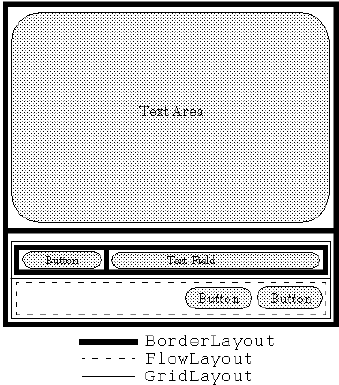 Text Area
Button Text Field
Button Button
BorderLayout
FlowLayout
GridLayout